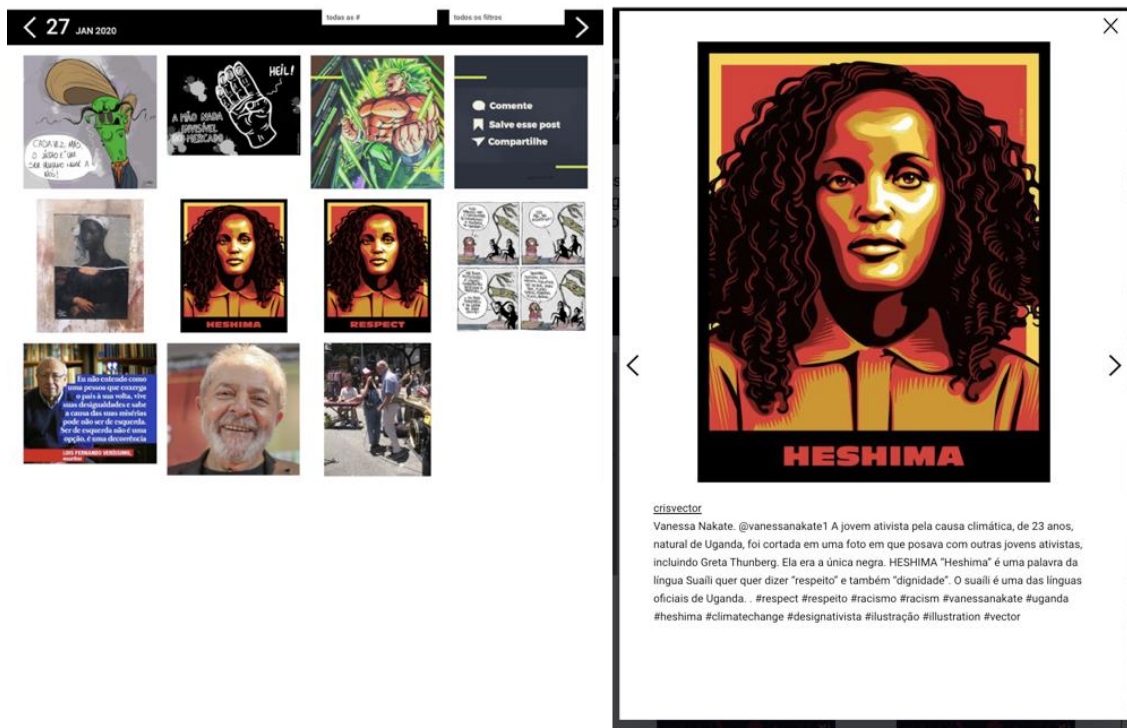 27 JAN 2020
todas as #
todos os filtros
CADA VEZ MAIS
O ÍNDIO É UM
SER HUMANO IGUAL A
NÓS!
HEIL!
A MÃO NADA
INVISÍVEL
DO MERCADO
Comente
Salve esse post
Compartilhe
HESHIMA
RESPECT
Eu não entendo como
uma pessoa que enxerga
o país à sua volta, vive
suas desigualdades e sabe
a causa das suas misérias
pode não ser de esquerda.
Ser de esquerda não é uma
opção, é uma decorrência
LUIS FERNANDO VERISSIMO,
escritor
HESHIMA
crisvector
Vanessa Nakate. @vanessanakate1 A jovem ativista pela causa climática, de 23 anos,
natural de Uganda, foi cortada em uma foto em que posava com outras jovens ativistas,
incluindo Greta Thunberg. Ela era a única negra. HESHIMA “Heshima” é uma palavra da
língua Suaíli quer quer dizer “respeito” e também “dignidade”. O suaíli é uma das línguas
oficiais de Uganda. . #respect #respeito #racismo #racism #vanessanakate #uganda
#heshima #climatechange #designativista #ilustração #illustration #vector